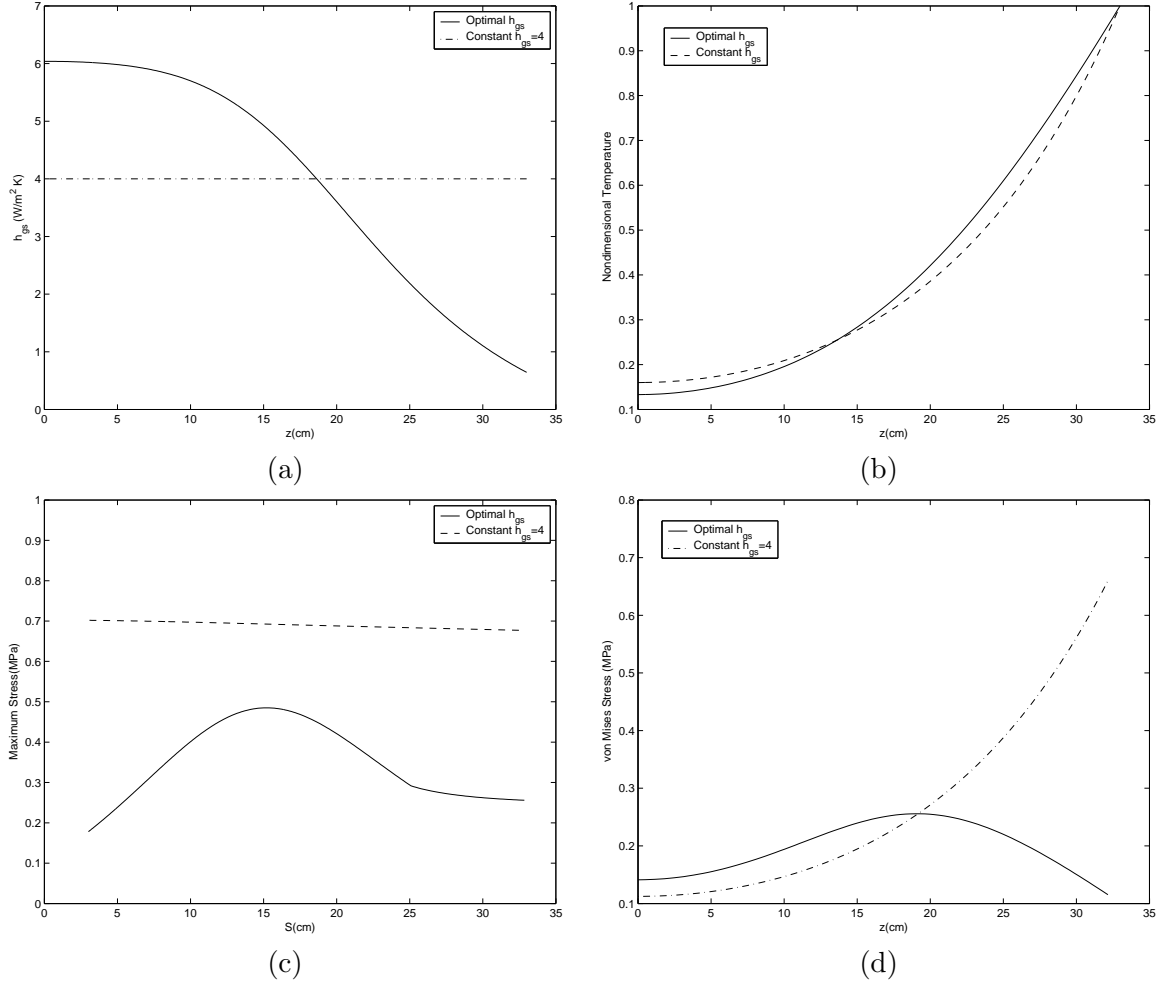 7
6
5
4
3
2
1
0
0 5 10 15 20 25 30 35
h_gs (W/m² K)
z(cm)
Optimal h_gs
Constant h_gs=4
(a)
1
0.9
0.8
0.7
0.6
0.5
0.4
0.3
0.2
0.1
0 5 10 15 20 25 30 35
Nondimensional Temperature
z(cm)
Optimal h_gs
Constant h_gs
(b)
1
0.9
0.8
0.7
0.6
0.5
0.4
0.3
0.2
0.1
0
0 5 10 15 20 25 30 35
Maximum Stress(MPa)
S(cm)
Optimal h_gs
Constant h_gs=4
(c)
0.8
0.7
0.6
0.5
0.4
0.3
0.2
0.1
0 5 10 15 20 25 30 35
von Mises Stress (MPa)
z(cm)
Optimal h_gs
Constant h_gs=4
(d)